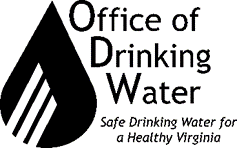 Office of
Drinking
Water
Safe Drinking Water for
a Healthy Virginia